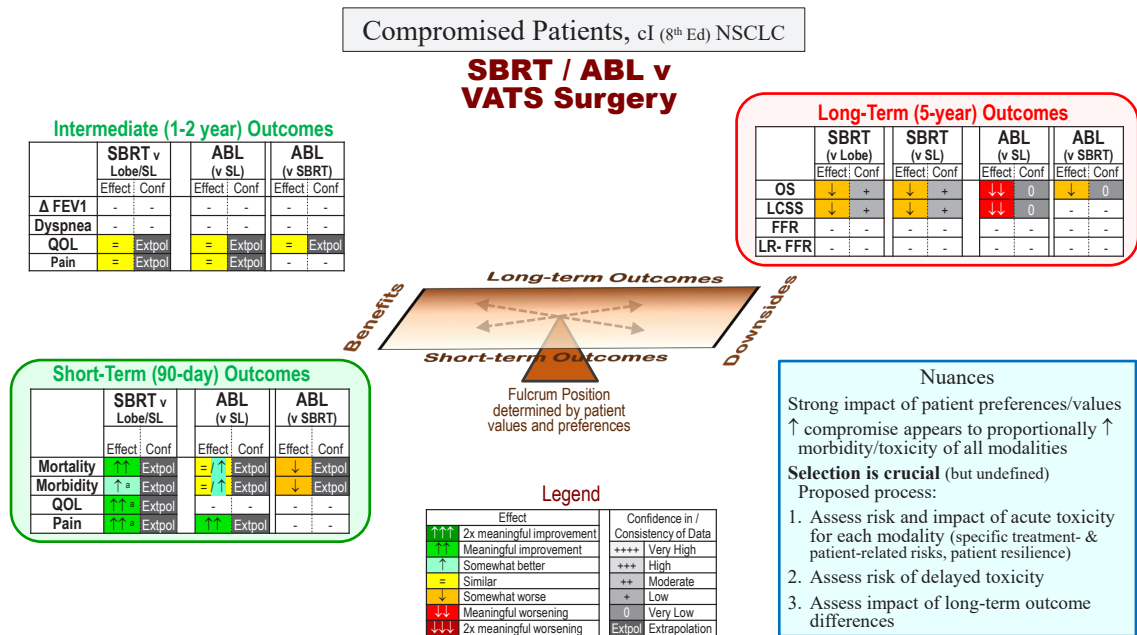 Compromised Patients, cI (8th Ed) NSCLC
SBRT / ABL v
VATS Surgery
Intermediate (1-2 year) Outcomes
SBRT v Lobe/SL ABL (v SL) ABL (v SBRT)
Effect Conf Effect Conf Effect Conf
Δ FEV1 - - - - - -
Dyspnea - - - - - -
QOL = Extpol = Extpol = Extpol
Pain = Extpol = Extpol - -
Long-Term (5-year) Outcomes
SBRT (v Lobe) SBRT (v SL) ABL (v SL) ABL (v SBRT)
Effect Conf Effect Conf Effect Conf Effect Conf
OS ↓ + ↓ + ↓↓ 0 ↓ 0
LCSS ↓ + ↓ + ↓↓ 0 - -
FFR - - - - - - - -
LR- FFR - - - - - - - -
Long-term Outcomes
Benefits
Downsides
Short-term Outcomes
Fulcrum Position
determined by patient
values and preferences
Short-Term (90-day) Outcomes
SBRT v Lobe/SL ABL (v SL) ABL (v SBRT)
Effect Conf Effect Conf Effect Conf
Mortality ↑↑ Extpol = / ↑ Extpol ↓ Extpol
Morbidity ↑ a Extpol = / ↑ Extpol ↓ Extpol
QOL ↑↑ a Extpol - - - -
Pain ↑↑ a Extpol ↑↑ Extpol - -
Legend
Effect Confidence in / Consistency of Data
↑↑↑ 2x meaningful improvement
↑↑ Meaningful improvement ++++ Very High
↑ Somewhat better +++ High
= Similar ++ Moderate
↓ Somewhat worse + Low
↓↓ Meaningful worsening 0 Very Low
↓↓↓ 2x meaningful worsening Extpol Extrapolation
Nuances
Strong impact of patient preferences/values
↑ compromise appears to proportionally ↑
morbidity/toxicity of all modalities
Selection is crucial (but undefined)
Proposed process:
1. Assess risk and impact of acute toxicity
for each modality (specific treatment- &
patient-related risks, patient resilience)
2. Assess risk of delayed toxicity
3. Assess impact of long-term outcome
differences